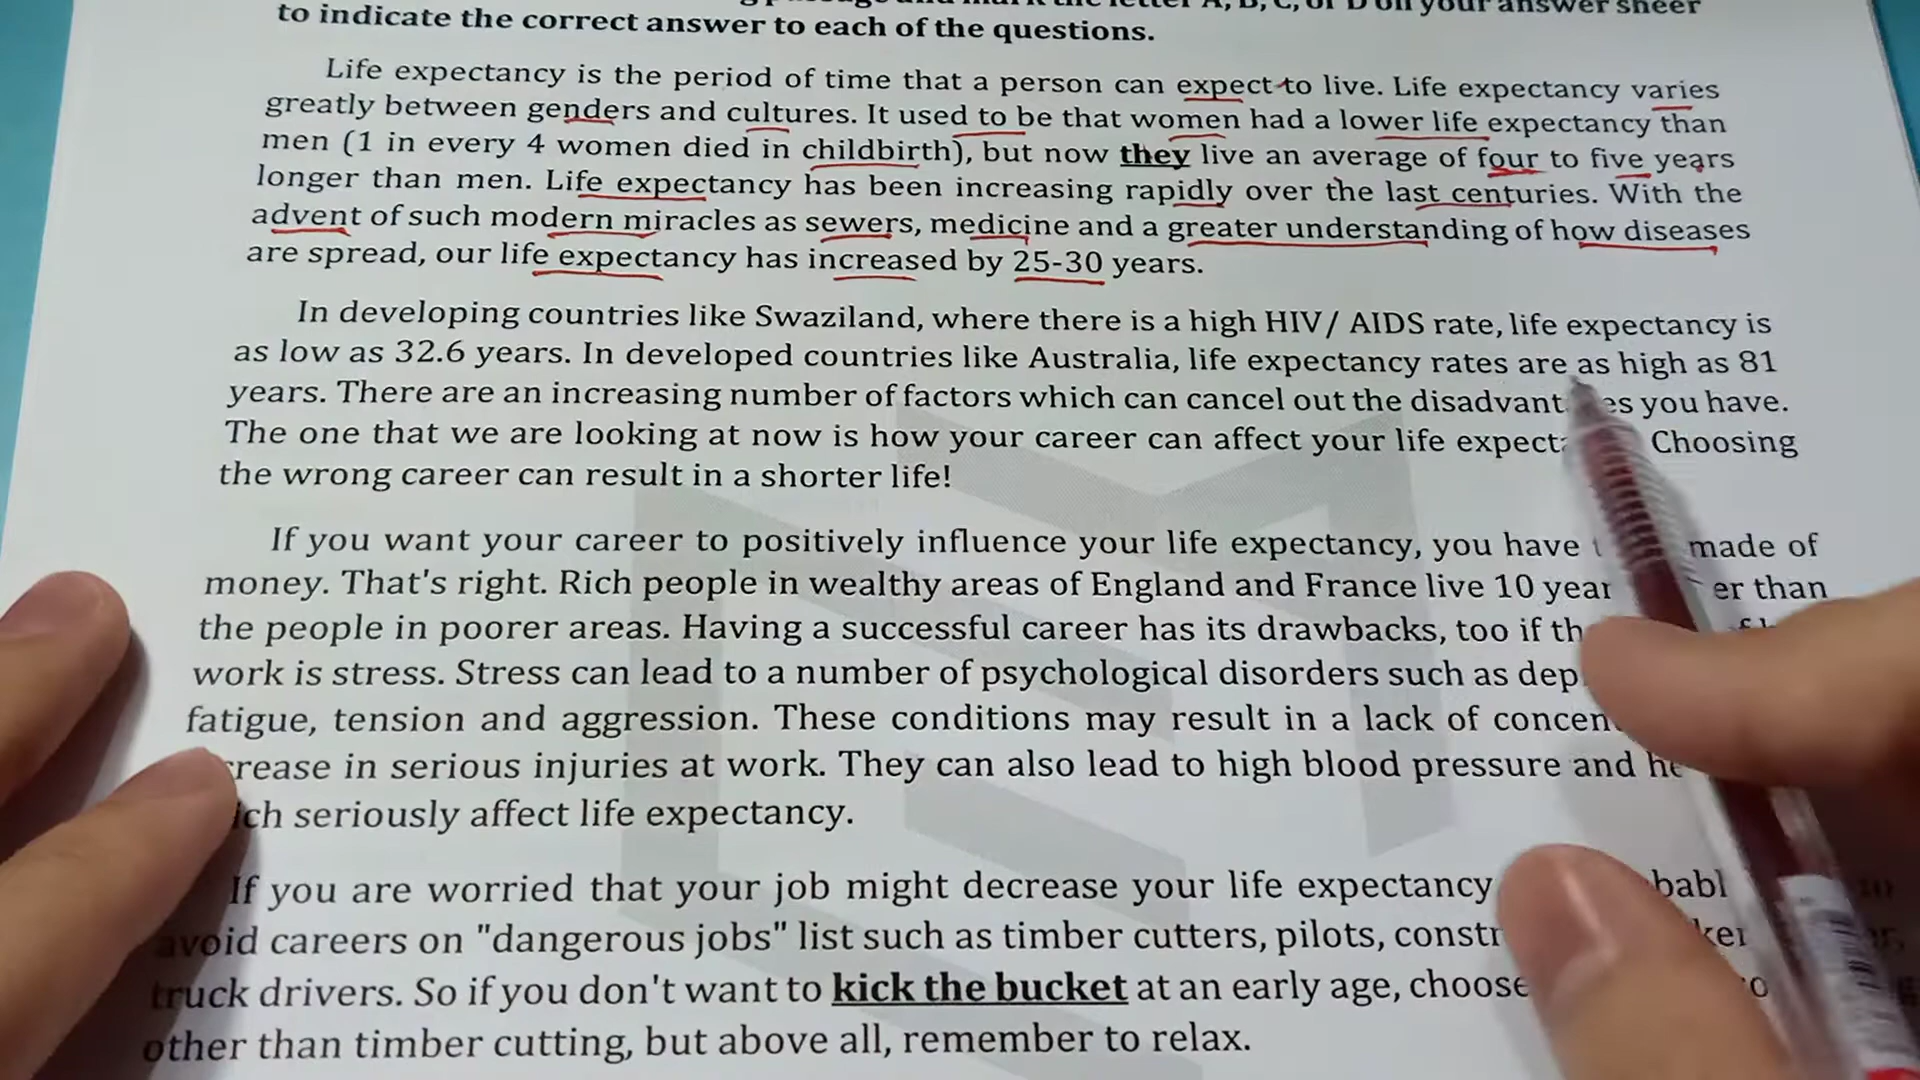 to indicate the correct answer to each of the questions.
Life expectancy is the period of time that a person can expect to live. Life expectancy varies
greatly between genders and cultures. It used to be that women had a lower life expectancy than
men (1 in every 4 women died in childbirth), but now they live an average of four to five years
longer than men. Life expectancy has been increasing rapidly over the last centuries. With the
advent of such modern miracles as sewers, medicine and a greater understanding of how diseases
are spread, our life expectancy has increased by 25-30 years.
In developing countries like Swaziland, where there is a high HIV/ AIDS rate, life expectancy is
as low as 32.6 years. In developed countries like Australia, life expectancy rates are as high as 81
years. There are an increasing number of factors which can cancel out the you have.
The one that we are looking at now is how your career can affect your life Choosing
the wrong career can result in a shorter life!
If you want your career to positively influence your life expectancy, you have made of
money. That's right. Rich people in wealthy areas of England and France live 10 than
the people in poorer areas. Having a successful career has its drawbacks, too if
work is stress. Stress can lead to a number of psychological disorders such as
fatigue, tension and aggression. These conditions may result in a lack of
in serious injuries at work. They can also lead to high blood pressure and
seriously affect life expectancy.
If you are worried that your job might decrease your life expectancy
avoid careers on "dangerous jobs" list such as timber cutters, pilots,
truck drivers. So if you don't want to kick the bucket at an early age, choose
other than timber cutting, but above all, remember to relax.